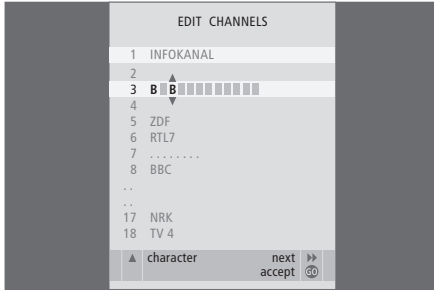 EDIT CHANNELS
1 INFOKANAL
2
3 B B
4
5 ZDF
6 RTL7
7 ........
8 BBC
..
..
17 NRK
18 TV 4
character next
accept GO